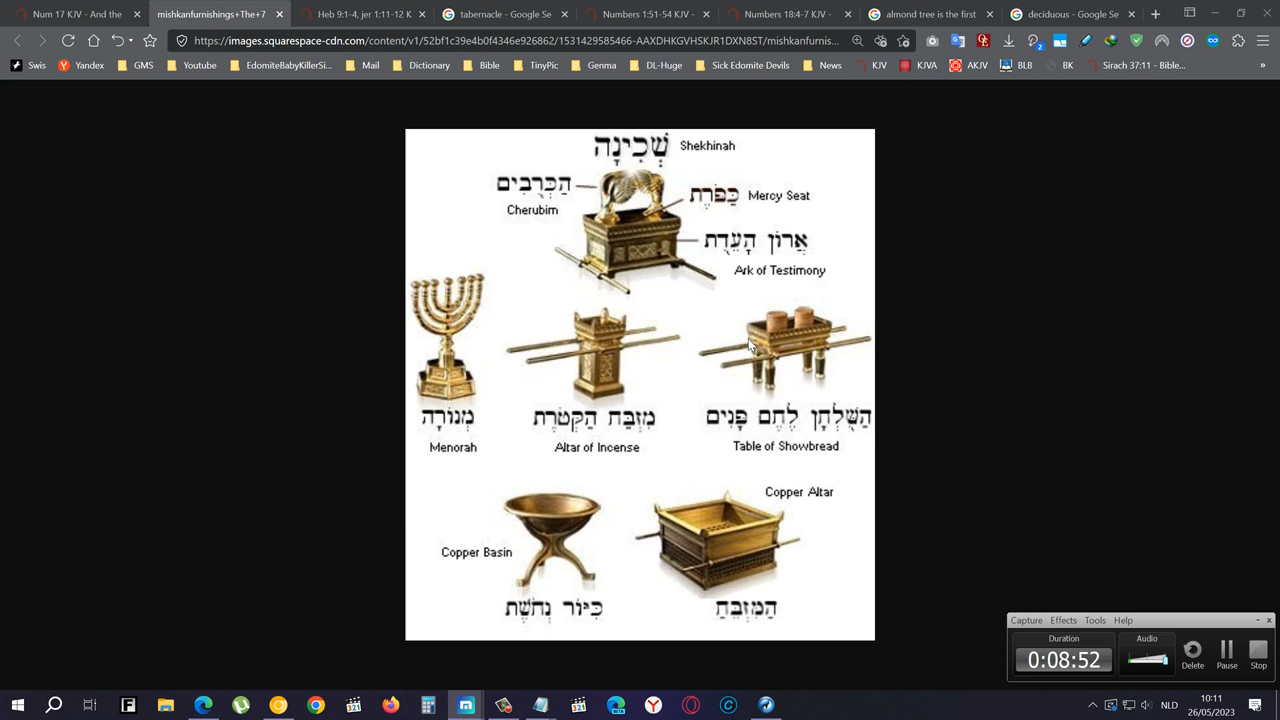 Num 17 KJV - And the
mishkanfurnishings+The+7
Heb 9:1-4, jer 1:11-12 K
tabernacle - Google Se
Numbers 1:51-54 KJV -
Numbers 18:4-7 KJV -
almond tree is the first
deciduous - Google Se
https://images.squarespace-cdn.com/content/v1/52bf1c39e4b0f4346e926862/1531429585466-AAXDHKGVHSKJR1DXN8ST/mishkanfurnis...
Swis
Yandex
GMS
Youtube
EdomiteBabyKillerSi...
Mail
Dictionary
Bible
TinyPic
Genma
DL-Huge
Sick Edomite Devils
News
KJV
KJVA
AKJV
BLB
BK
Sirach 37:11 - Bible...
שְׁכִינָה Shekhinah
הַכְּרֻבִים
Cherubim
כַּפֹּרֶת Mercy Seat
אֲרוֹן הָעֵדֻת
Ark of Testimony
מְנוֹרָה
Menorah
מִזְבַּח הַקְּטֹרֶת
Altar of Incense
הַשֻּׁלְחָן לֶחֶם פָּנִים
Table of Showbread
Copper Basin
כִּיּוֹר נְחֹשֶׁת
Copper Altar
הַמִּזְבֵּחַ
Capture Effects Tools Help
Duration
0:08:52
Audio
Delete
Pause
Stop
NLD
10:11
26/05/2023